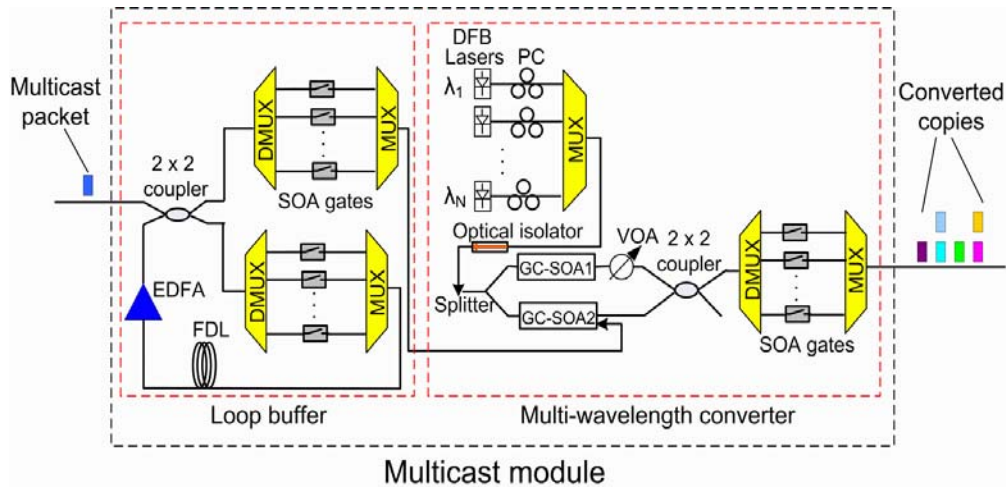 Multicast
packet
2 x 2
coupler
DMUX
MUX
SOA gates
EDFA
FDL
DMUX
MUX
Loop buffer
DFB
Lasers
PC
λ1
λN
MUX
Optical isolator
VOA
2 x 2
coupler
GC-SOA1
Splitter
GC-SOA2
DMUX
MUX
SOA gates
Multi-wavelength converter
Converted
copies
Multicast module